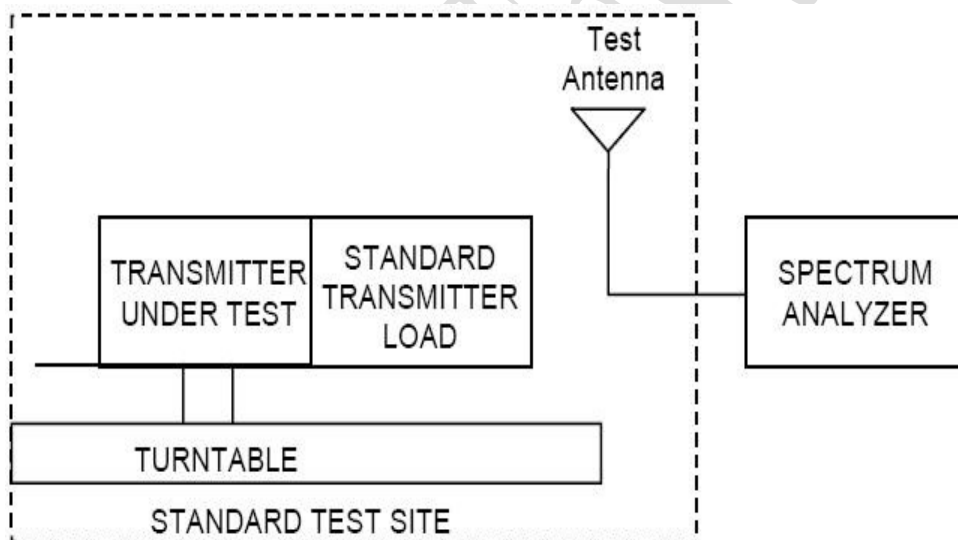 Test
Antenna
TRANSMITTER
UNDER TEST
STANDARD
TRANSMITTER
LOAD
SPECTRUM
ANALYZER
TURNTABLE
STANDARD TEST SITE